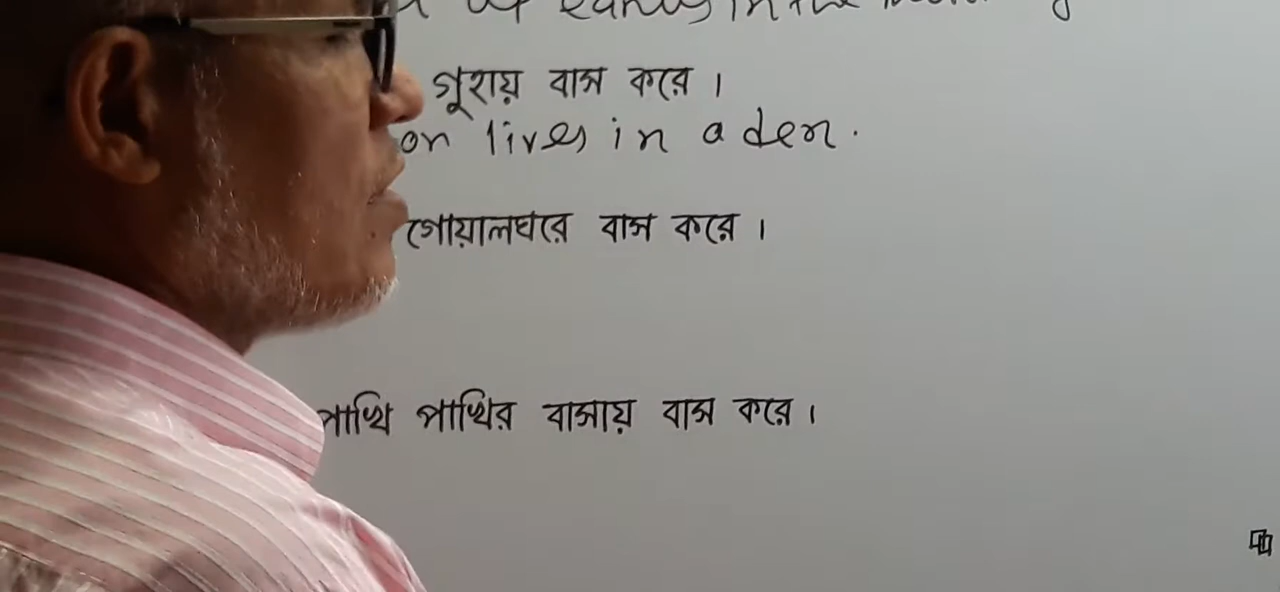 গূহায় বাস করে ।
on lives in a den.
গোয়ালঘরে বাস করে ।
পাখি পাখির বাসায় বাস করে ।